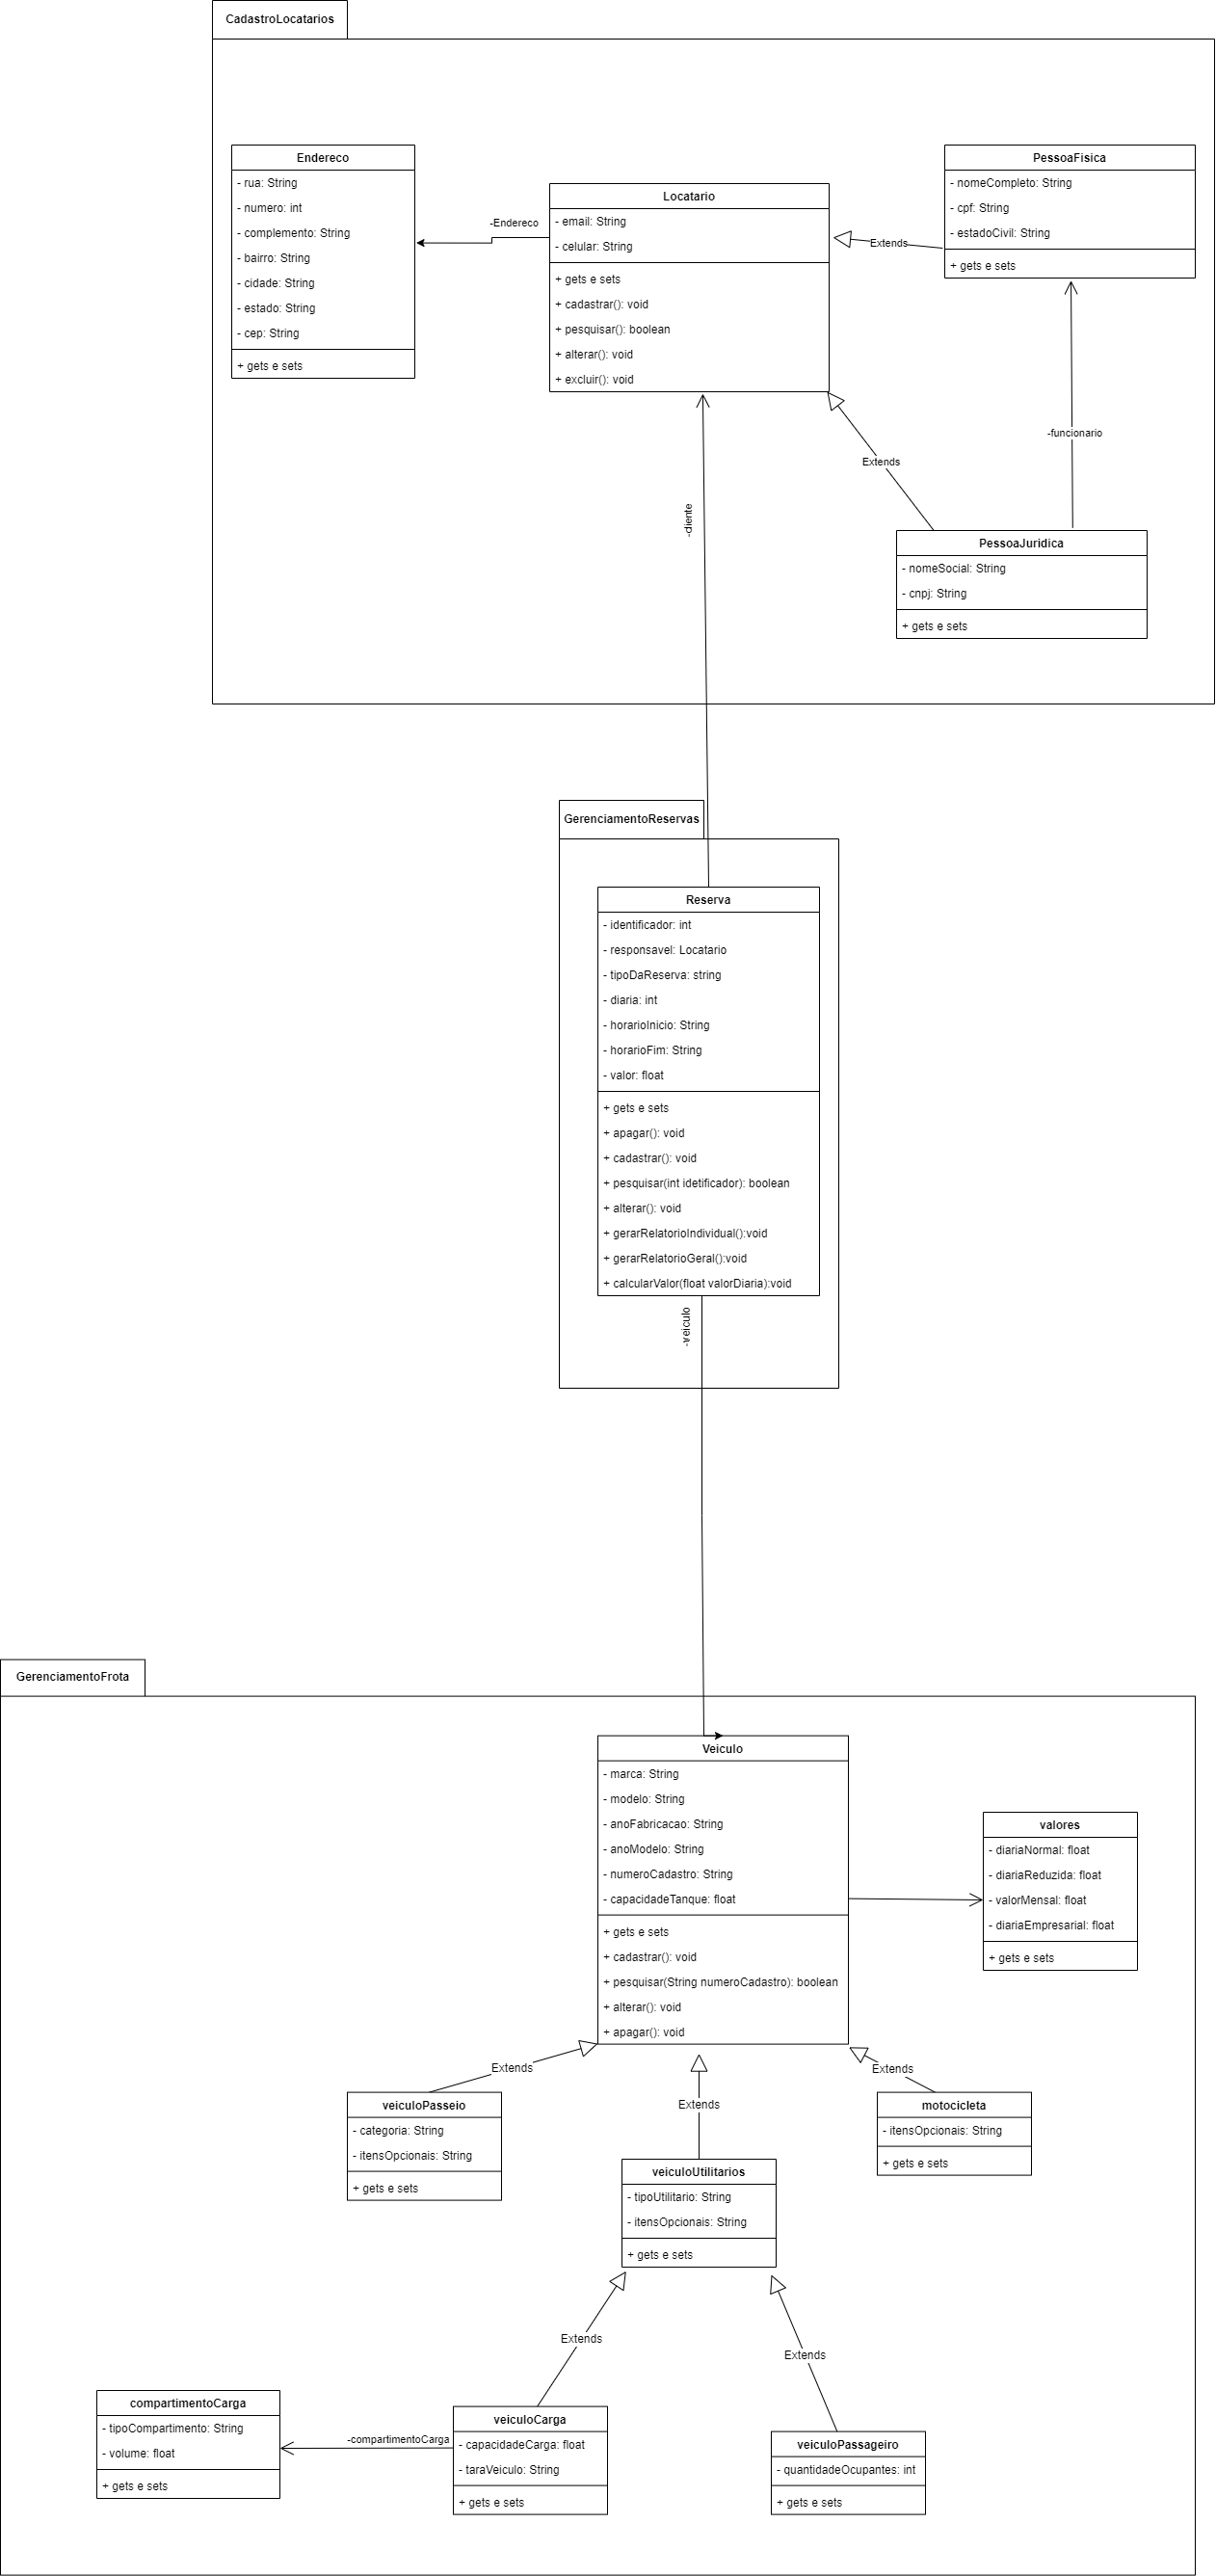 CadastroLocatarios
Endereco
- rua: String
- numero: int
- complemento: String
- bairro: String
- cidade: String
- estado: String
- cep: String
+ gets e sets
-Endereco
Locatario
- email: String
- celular: String
+ gets e sets
+ cadastrar(): void
+ pesquisar(): boolean
+ alterar(): void
+ excluir(): void
Extends
PessoaFisica
- nomeCompleto: String
- cpf: String
- estadoCivil: String
+ gets e sets
-funcionario
Extends
-cliente
PessoaJuridica
- nomeSocial: String
- cnpj: String
+ gets e sets
GerenciamentoReservas
Reserva
- identificador: int
- responsavel: Locatario
- tipoDaReserva: string
- diaria: int
- horarioInicio: String
- horarioFim: String
- valor: float
+ gets e sets
+ apagar(): void
+ cadastrar(): void
+ pesquisar(int idetificador): boolean
+ alterar(): void
+ gerarRelatorioIndividual():void
+ gerarRelatorioGeral():void
+ calcularValor(float valorDiaria):void
-veiculo
GerenciamentoFrota
Veiculo
- marca: String
- modelo: String
- anoFabricacao: String
- anoModelo: String
- numeroCadastro: String
- capacidadeTanque: float
+ gets e sets
+ cadastrar(): void
+ pesquisar(String numeroCadastro): boolean
+ alterar(): void
+ apagar(): void
valores
- diariaNormal: float
- diariaReduzida: float
- valorMensal: float
- diariaEmpresarial: float
+ gets e sets
Extends
Extends
Extends
veiculoPasseio
- categoria: String
- itensOpcionais: String
+ gets e sets
motocicleta
- itensOpcionais: String
+ gets e sets
veiculoUtilitarios
- tipoUtilitario: String
- itensOpcionais: String
+ gets e sets
Extends
Extends
compartimentoCarga
- tipoCompartimento: String
- volume: float
+ gets e sets
-compartimentoCarga
veiculoCarga
- capacidadeCarga: float
- taraVeiculo: String
+ gets e sets
veiculoPassageiro
- quantidadeOcupantes: int
+ gets e sets